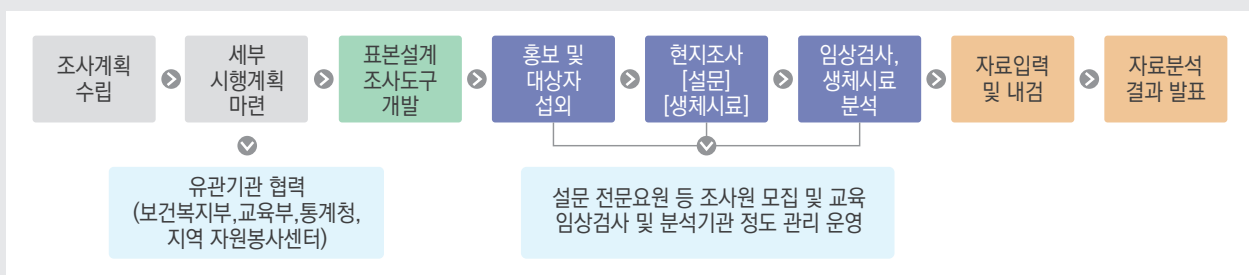 조사계획
수립
세부
시행계획
마련
표본설계
조사도구
개발
홍보 및
대상자
섭외
현지조사
[설문]
[생체시료]
임상검사,
생체시료
분석
자료입력
및 내검
자료분석
결과 발표
유관기관 협력
(보건복지부,교육부,통계청,
지역 자원봉사센터)
설문 전문요원 등 조사원 모집 및 교육
임상검사 및 분석기관 정도 관리 운영